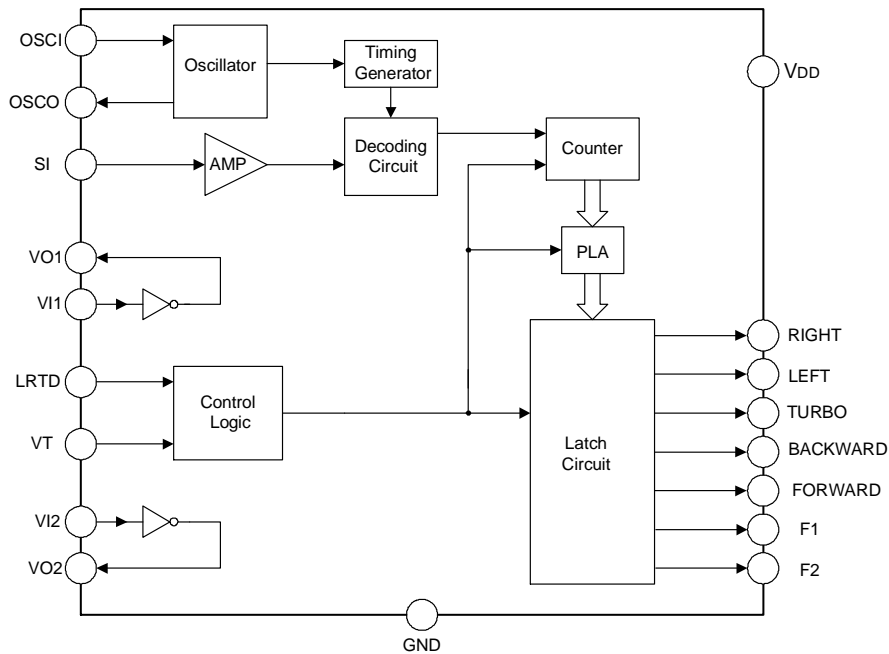 OSCI
Oscillator
Timing
Generator
VDD
OSCO
SI
AMP
Decoding
Circuit
Counter
VO1
PLA
VI1
RIGHT
LRTD
LEFT
Control
Logic
TURBO
VT
Latch
Circuit
BACKWARD
FORWARD
VI2
F1
VO2
F2
GND